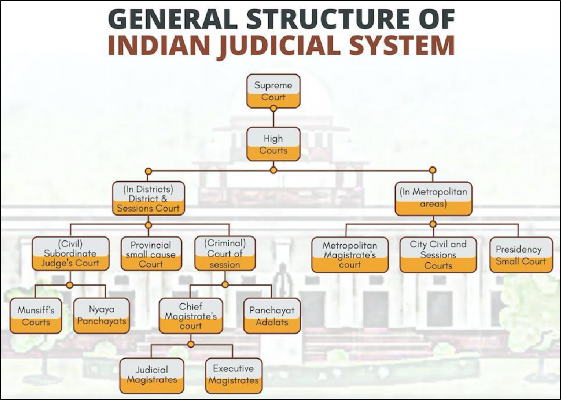 GENERAL STRUCTURE OF
INDIAN JUDICIAL SYSTEM
Supreme
Court
High
Courts
(In Districts)
District &
Sessions Court
(In Metropolitan
areas)
(Civil)
Subordinate
Judge's Court
Provincial
small cause
Court
(Criminal)
Court of
session
Metropolitan
Magistrate's
court
City Civil and
Sessions
Courts
Presidency
Small Court
Munsiff's
Courts
Nyaya
Panchayats
Chief
Magistrate's
court
Panchayat
Adalats
Judicial
Magistrates
Executive
Magistrates